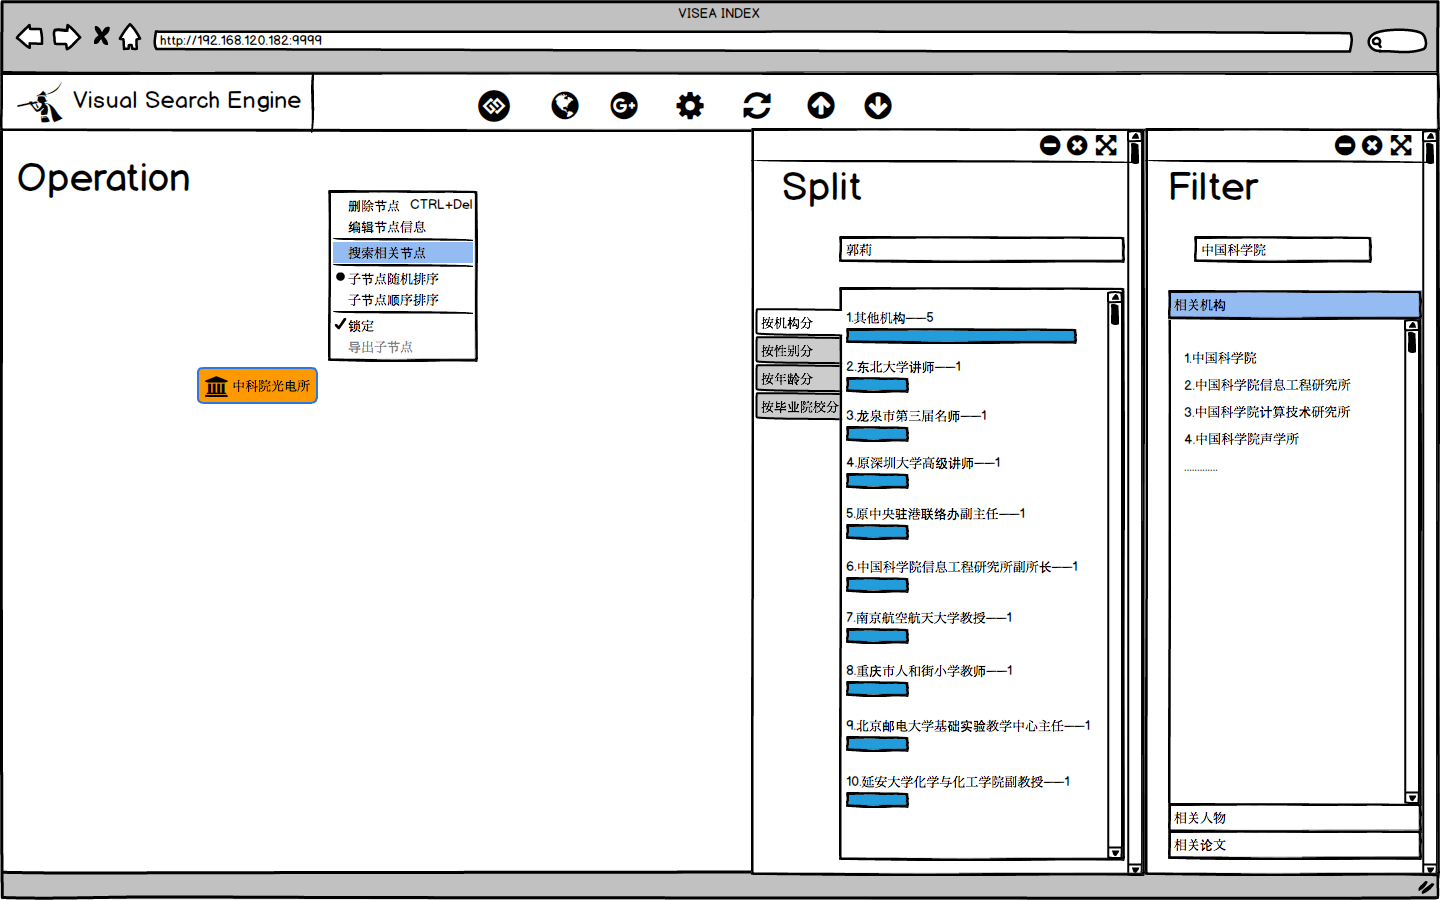 VISEA INDEX
http://192.168.120.182:9999
Visual Search Engine
Operation
删除节点 CTRL+Del
编辑节点信息
搜索相关节点
子节点随机排序
子节点顺序排序
锁定
导出子节点
中科院光电所
Split
郭莉
按机构分
按性别分
按年龄分
按毕业院校分
1.其他机构——5
2.东北大学讲师——1
3.龙泉市第三届名师——1
4.原深圳大学高级讲师——1
5.原中央驻港联络办副主任——1
6.中国科学院信息工程研究所副所长——1
7.南京航空航天大学教授——1
8.重庆市人和街小学教师——1
9.北京邮电大学基础实验教学中心主任——1
10.延安大学化学与化工学院副教授——1
Filter
中国科学院
相关机构
1.中国科学院
2.中国科学院信息工程研究所
3.中国科学院计算技术研究所
4.中国科学院声学所
.............
相关人物
相关论文